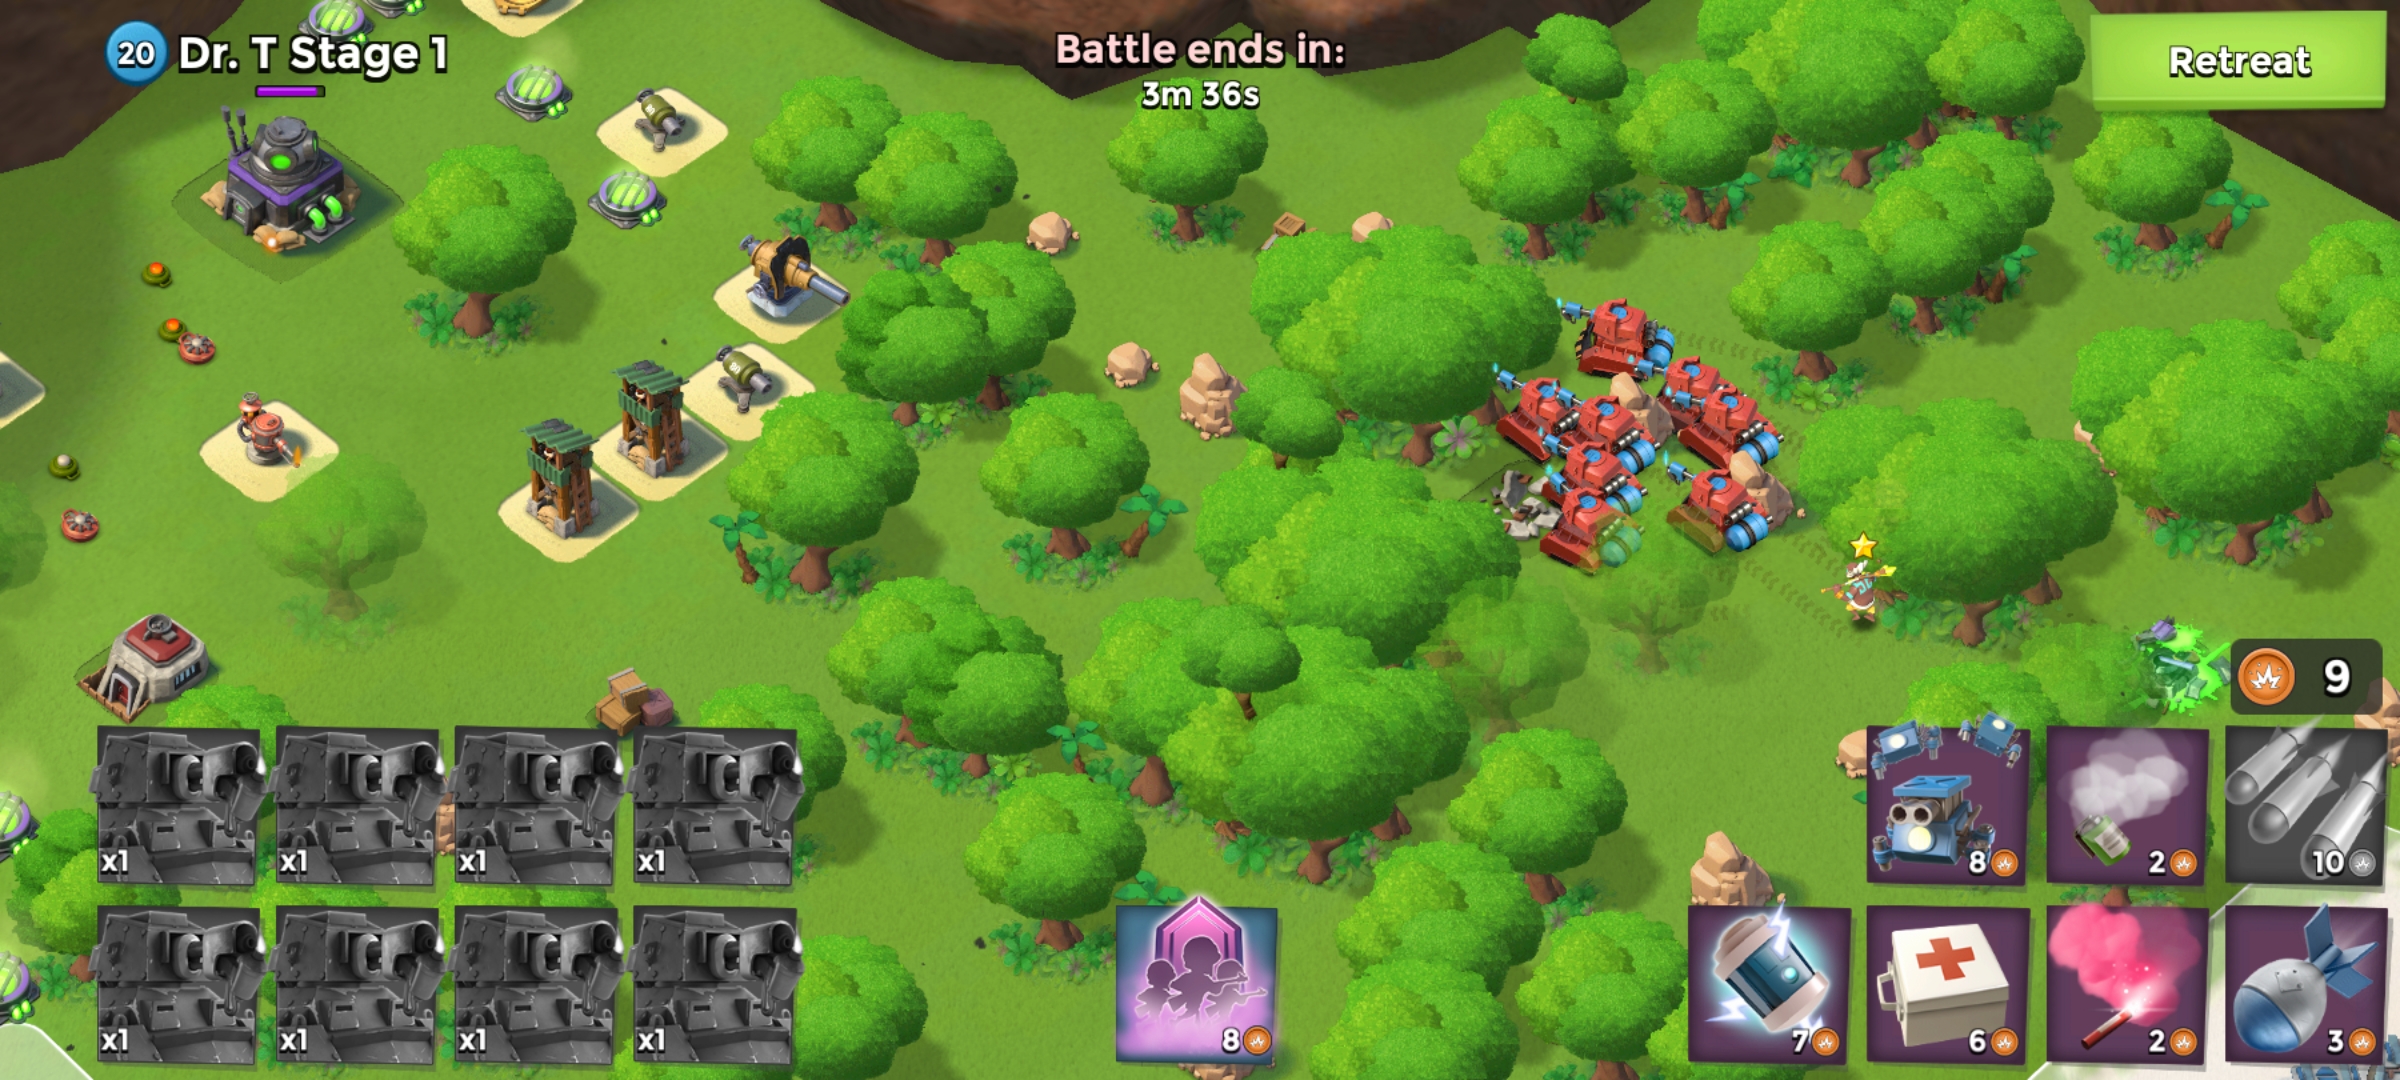 20 Dr. T Stage 1
Battle ends in:
3m 36s
Retreat
9
x1 x1 x1 x1
8 2 10
x1 x1 x1 x1
8 7 6 2 3